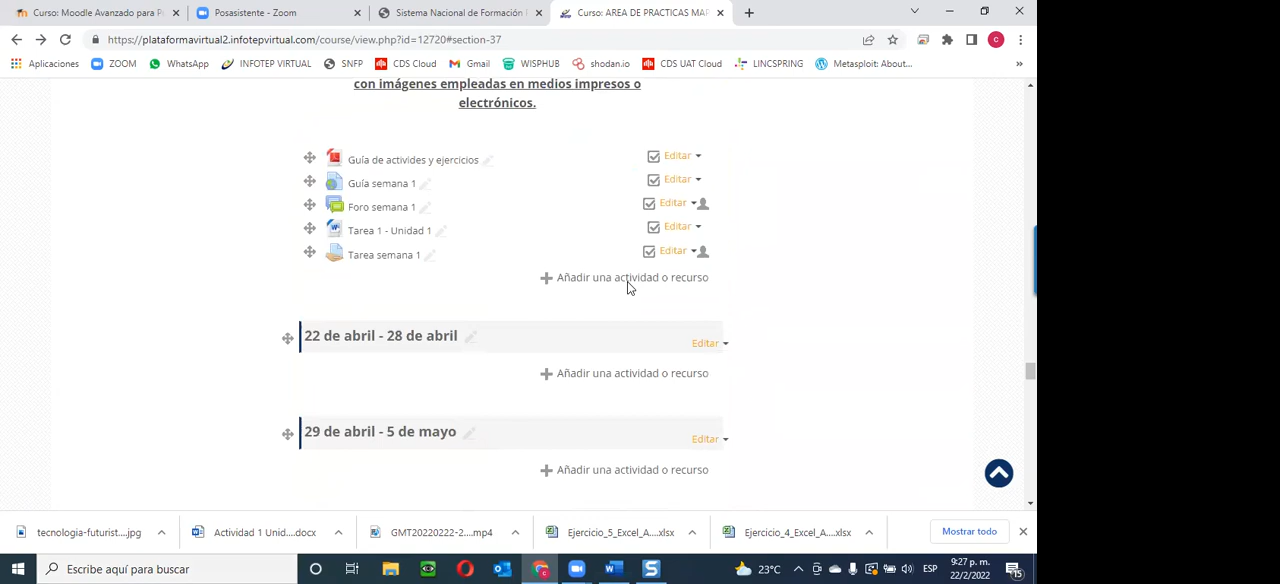 Curso: Moodle Avanzado para P
Posasistente - Zoom
Sistema Nacional de Formación
Curso: AREA DE PRACTICAS MAR
https://plataformavirtual2.infotepvirtual.com/course/view.php?id=12720#section-37
Aplicaciones
ZOOM
WhatsApp
INFOTEP VIRTUAL
SNFP
CDS Cloud
Gmail
WISPHUB
shodan.io
CDS UAT Cloud
LINCSPRING
Metasploit: About...
»
con imágenes empleadas en medios impresos o
electrónicos.
Guía de activides y ejercicios
Editar
Guía semana 1
Editar
Foro semana 1
Editar
Tarea 1 - Unidad 1
Editar
Tarea semana 1
Editar
Añadir una actividad o recurso
22 de abril - 28 de abril
Editar
Añadir una actividad o recurso
29 de abril - 5 de mayo
Editar
Añadir una actividad o recurso
tecnologia-futurist....jpg
Actividad 1 Unid....docx
GMT20220222-2....mp4
Ejercicio_5_Excel_A....xlsx
Ejercicio_4_Excel_A....xlsx
Mostrar todo
Escribe aquí para buscar
23°C
ESP
9:27 p. m.
22/2/2022
15